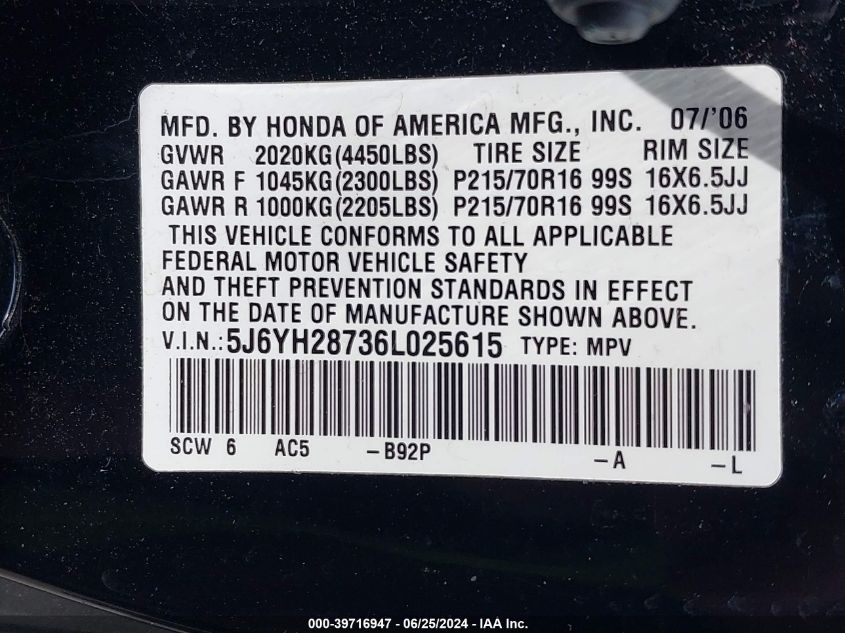 MFD. BY HONDA OF AMERICA MFG., INC. 07/'06
GVWR 2020KG(4450LBS) TIRE SIZE RIM SIZE
GAWR F 1045KG(2300LBS) P215/70R16 99S 16X6.5JJ
GAWR R 1000KG(2205LBS) P215/70R16 99S 16X6.5JJ
THIS VEHICLE CONFORMS TO ALL APPLICABLE
FEDERAL MOTOR VEHICLE SAFETY
AND THEFT PREVENTION STANDARDS IN EFFECT
ON THE DATE OF MANUFACTURE SHOWN ABOVE.
V.I.N.:5J6YH28736L025615 TYPE: MPV
SCW 6 AC5 –B92P –A –L
000-39716947 - 06/25/2024 - IAA Inc.